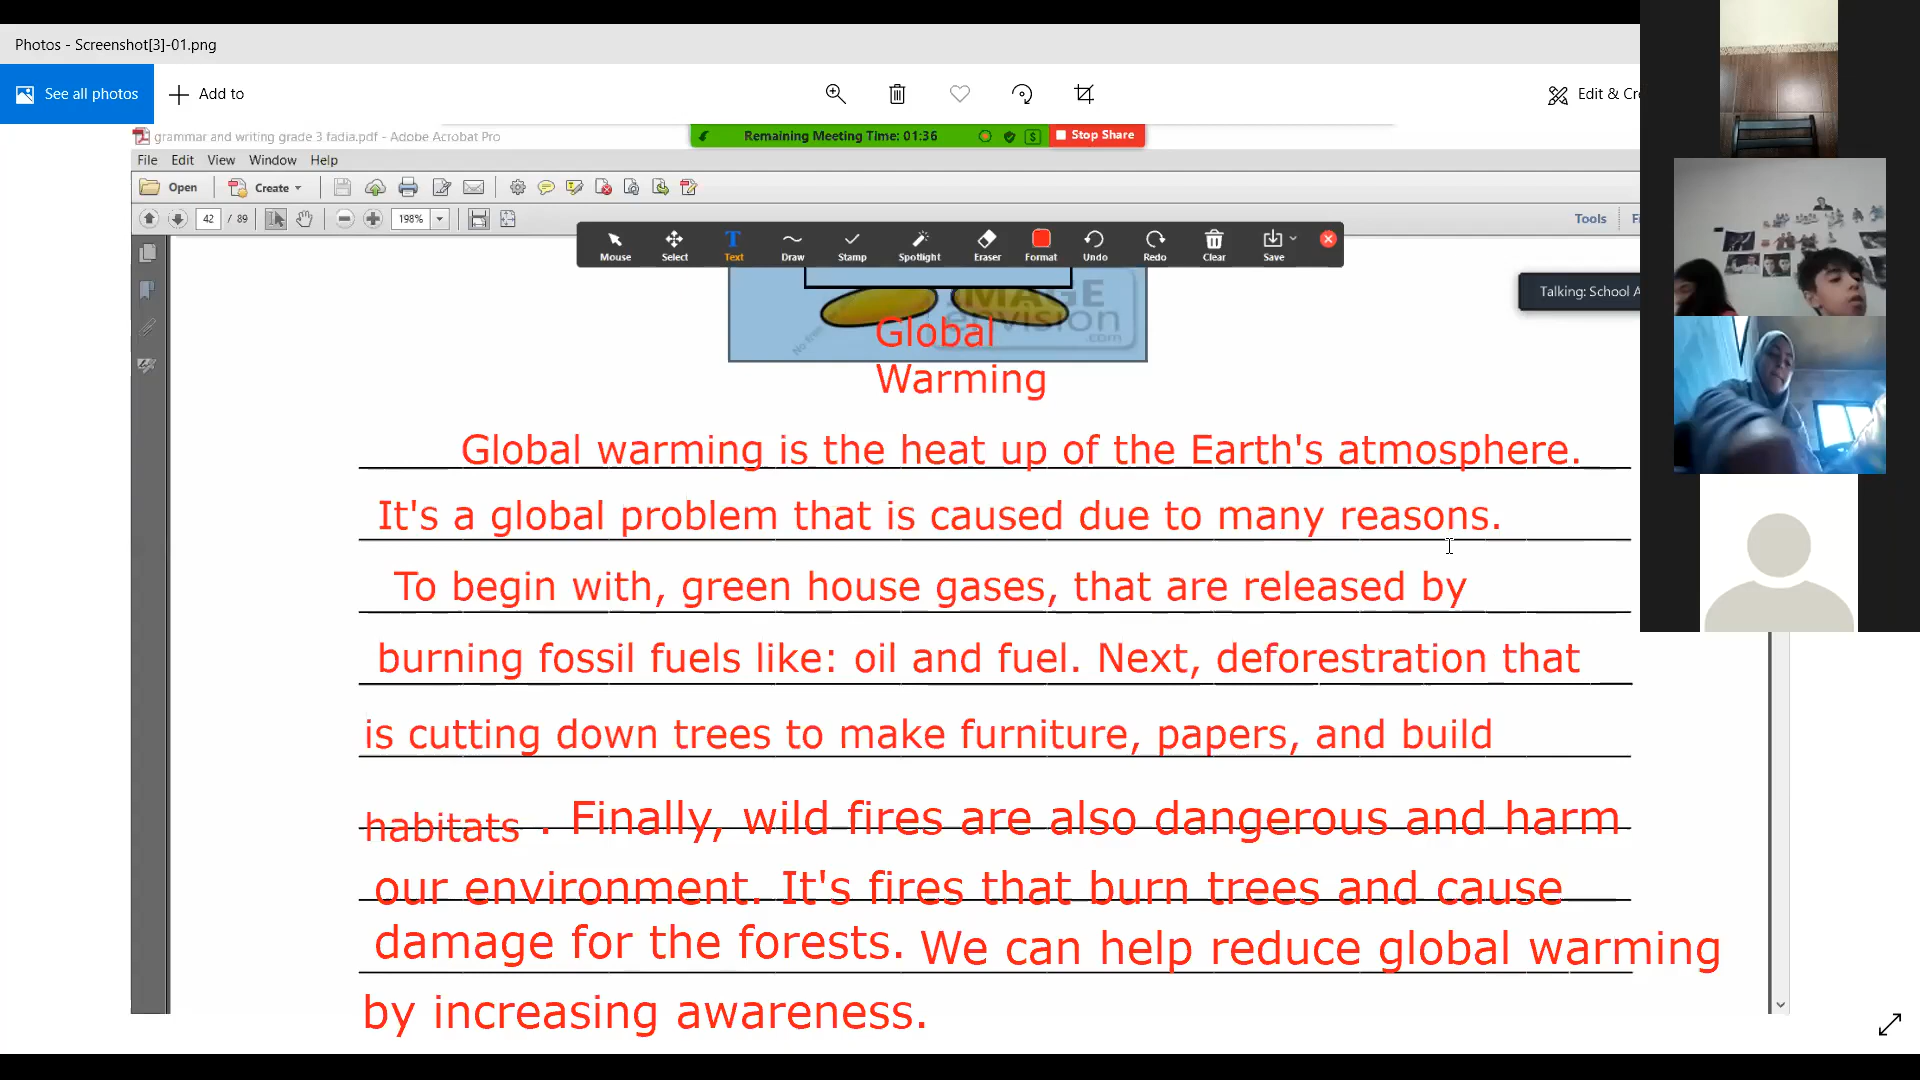 Photos - Screenshot[3]-01.png
See all photos
Add to
Edit & Cre
grammar and writing grade 3 fadia.pdf - Adobe Acrobat Pro
Remaining Meeting Time: 01:36
$
Stop Share
File Edit View Window Help
Open Create
42 / 89 198%
Tools
Mouse Select Text Draw Stamp Spotlight Eraser Format Undo Redo Clear Save
Talking: School A
IMAGE
envision
.com
Global
Warming
Global warming is the heat up of the Earth's atmosphere.
It's a global problem that is caused due to many reasons.
To begin with, green house gases, that are released by
burning fossil fuels like: oil and fuel. Next, deforestration that
is cutting down trees to make furniture, papers, and build
habitats . Finally, wild fires are also dangerous and harm
our environment. It's fires that burn trees and cause
damage for the forests. We can help reduce global warming
by increasing awareness.